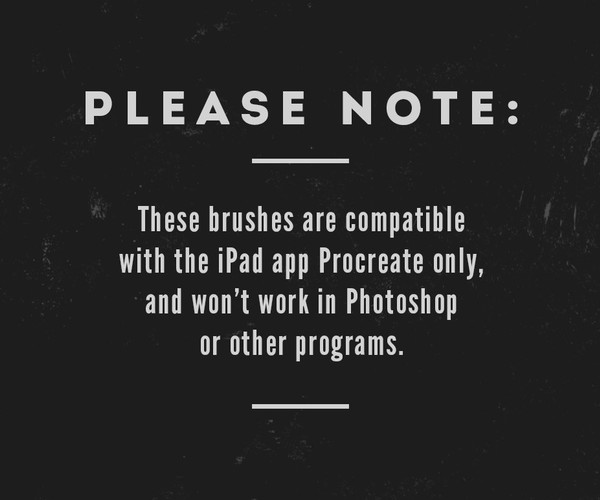 PLEASE NOTE:
These brushes are compatible
with the iPad app Procreate only,
and won’t work in Photoshop
or other programs.